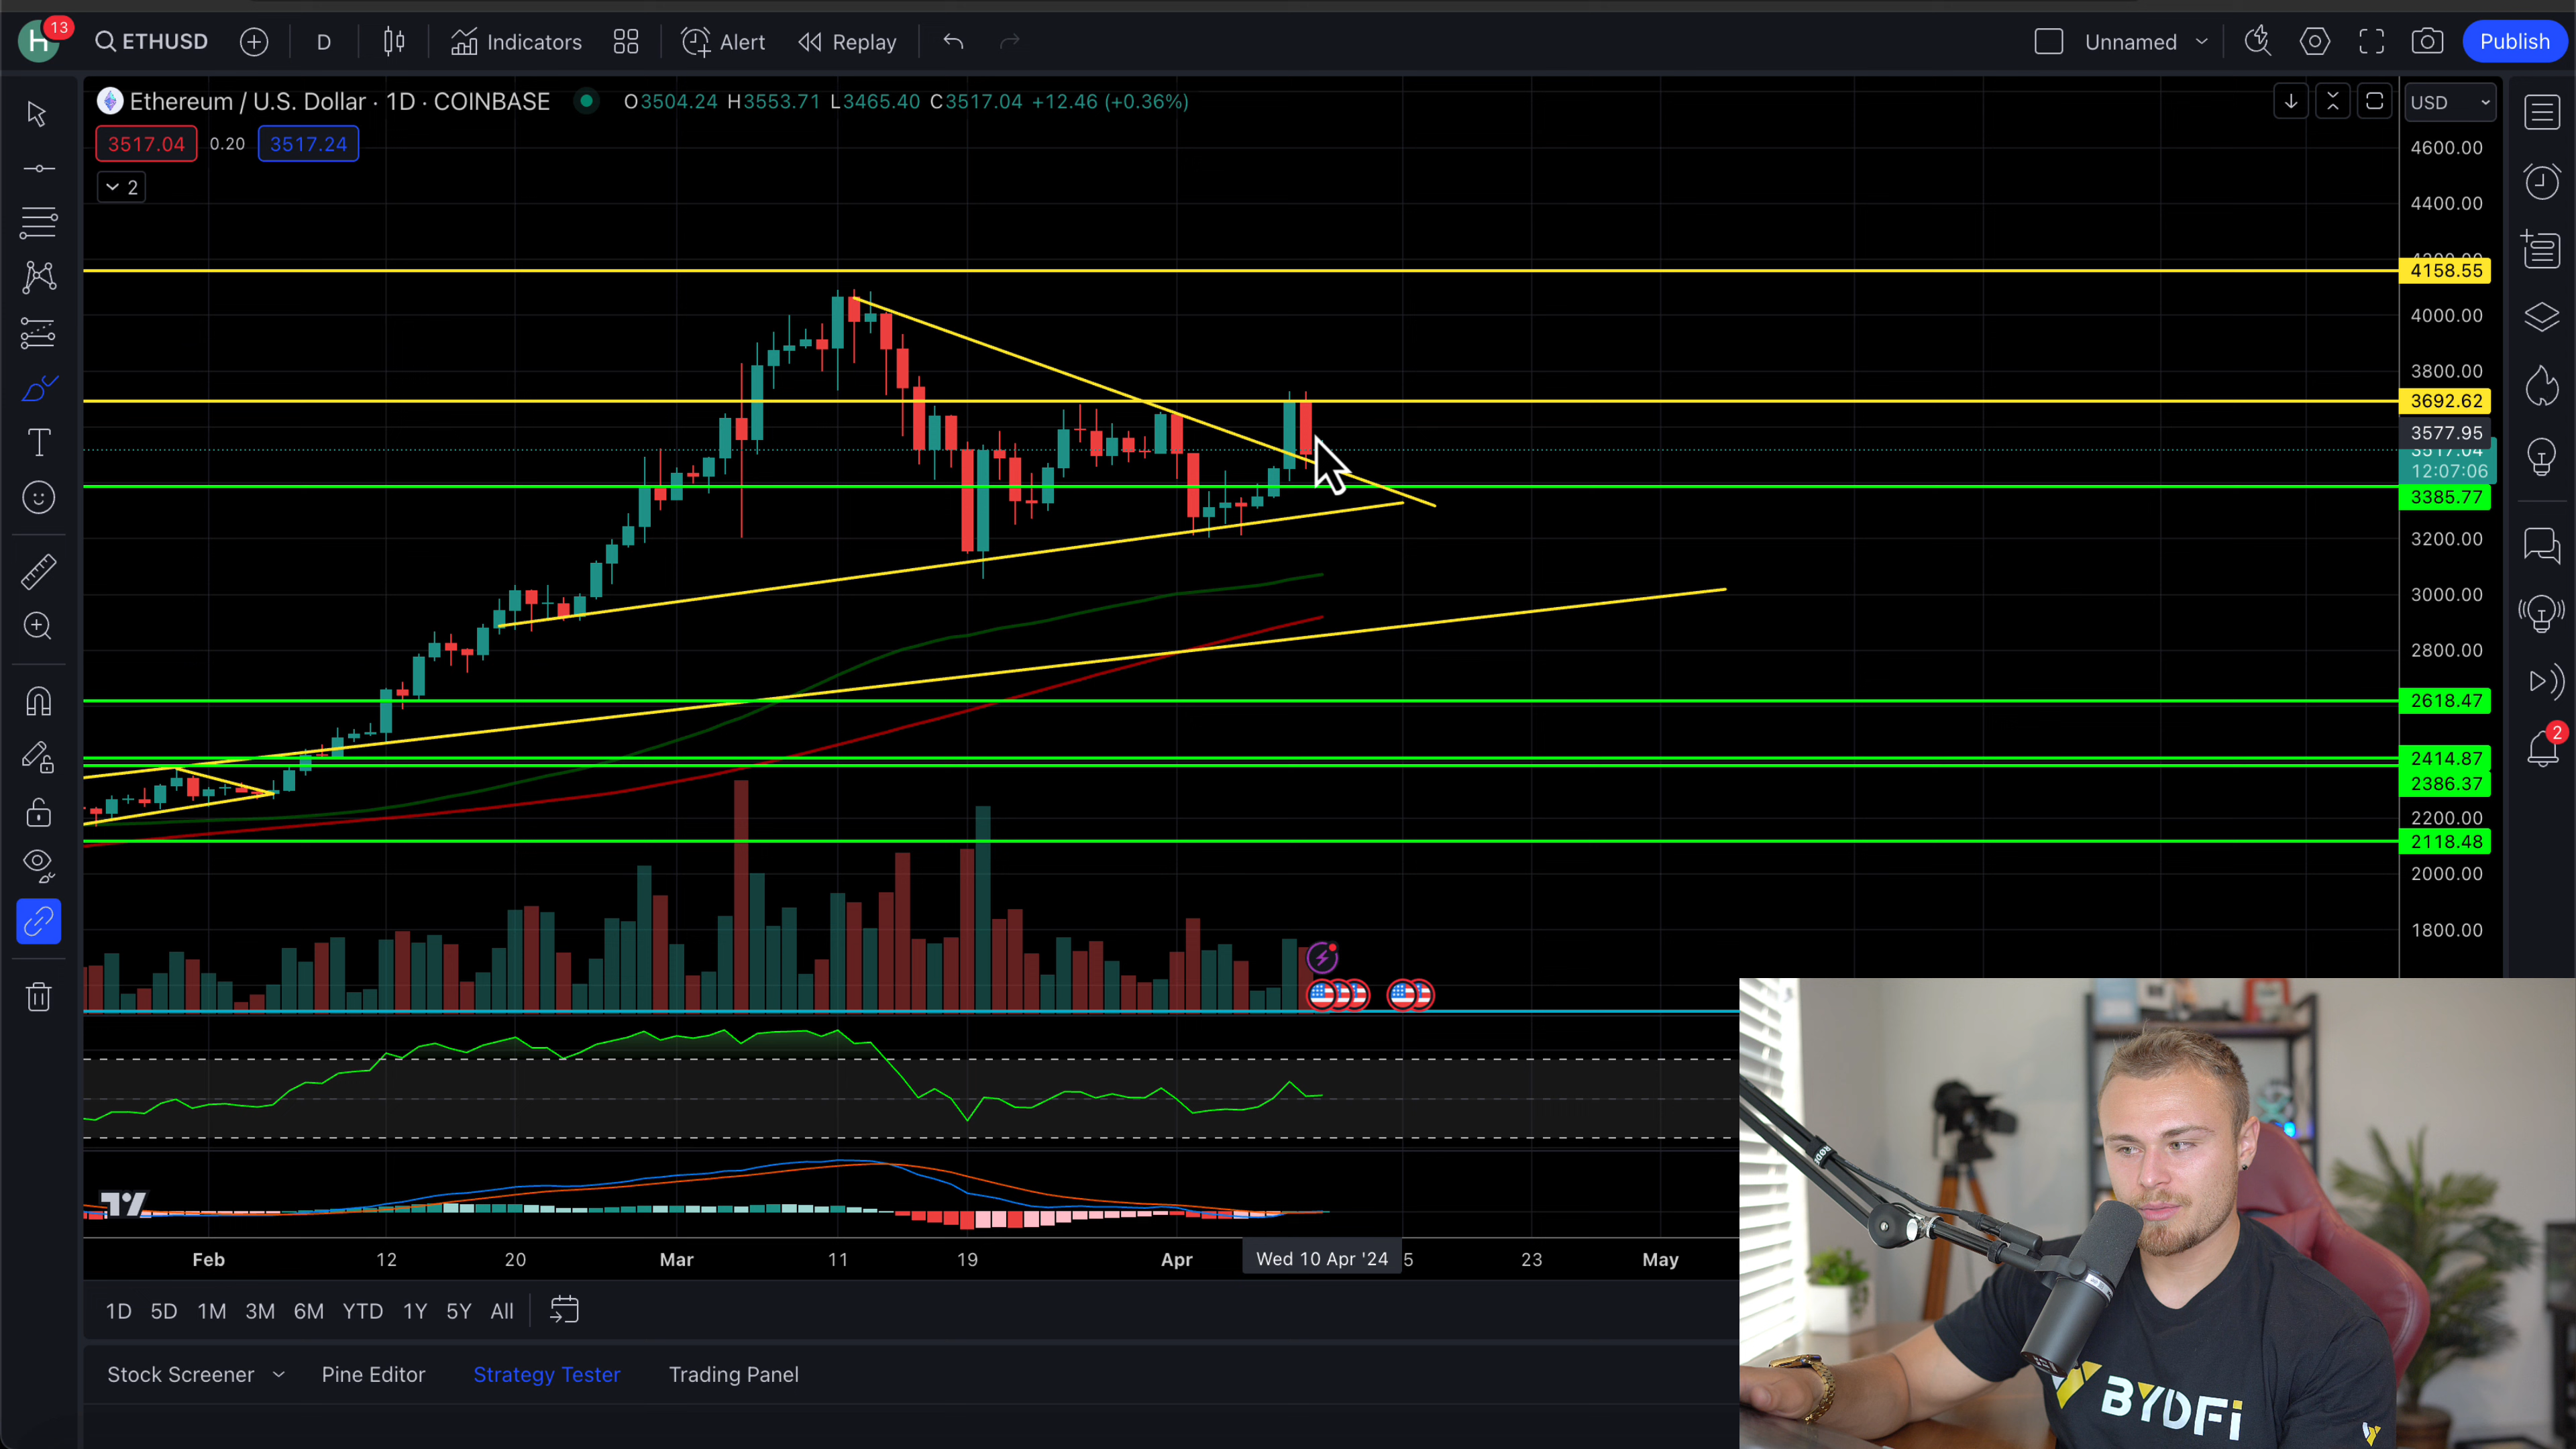 H 13 ETHUSD D Indicators Alert Replay Unnamed Publish
Ethereum / U.S. Dollar · 1D · COINBASE O3504.24 H3553.71 L3465.40 C3517.04 +12.46 (+0.36%) USD
3517.04 0.20 3517.24
2
4600.00
4400.00
4158.55
4000.00
3800.00
3692.62
3577.95
3517.04
12:07:06
3385.77
3200.00
3000.00
2800.00
2618.47
2414.87
2386.37
2200.00
2118.48
2000.00
1800.00
2
Feb 12 20 Mar 11 19 Apr Wed 10 Apr '24 5 23 May
1D 5D 1M 3M 6M YTD 1Y 5Y All
Stock Screener Pine Editor Strategy Tester Trading Panel
RODE
BYDFi